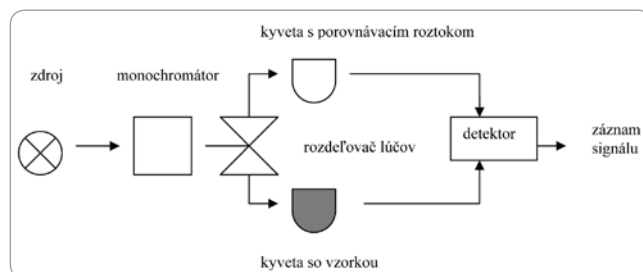 kyveta s porovnávacím roztokom
zdroj
monochromátor
rozdeľovač lúčov
detektor
záznam
signálu
kyveta so vzorkou